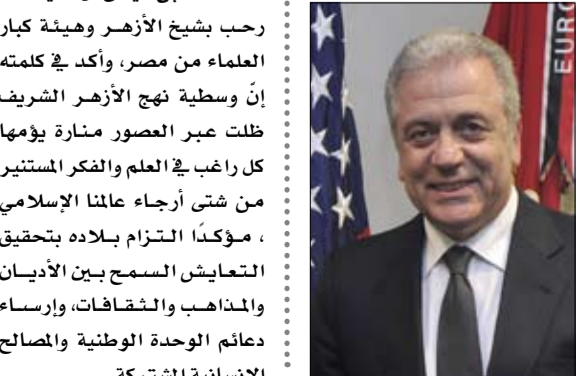 رحب بشيخ الأزهر وهيئة كبار
العلماء من مصر، وأكد في كلمته
إنّ وسطية نهج الأزهر الشريف
ظلت عبر العصور منارة يؤمها
كل راغب في العلم والفكر المستنير
من شتى أرجاء عالمنا الإسلامي
، مؤكدًا التزام بلاده بتحقيق
التعايش السمح بين الأديان
والمذاهب والثقافات، وإرساء
دعائم الوحدة الوطنية والمصالح
الإنسانية المشتركة
EURO